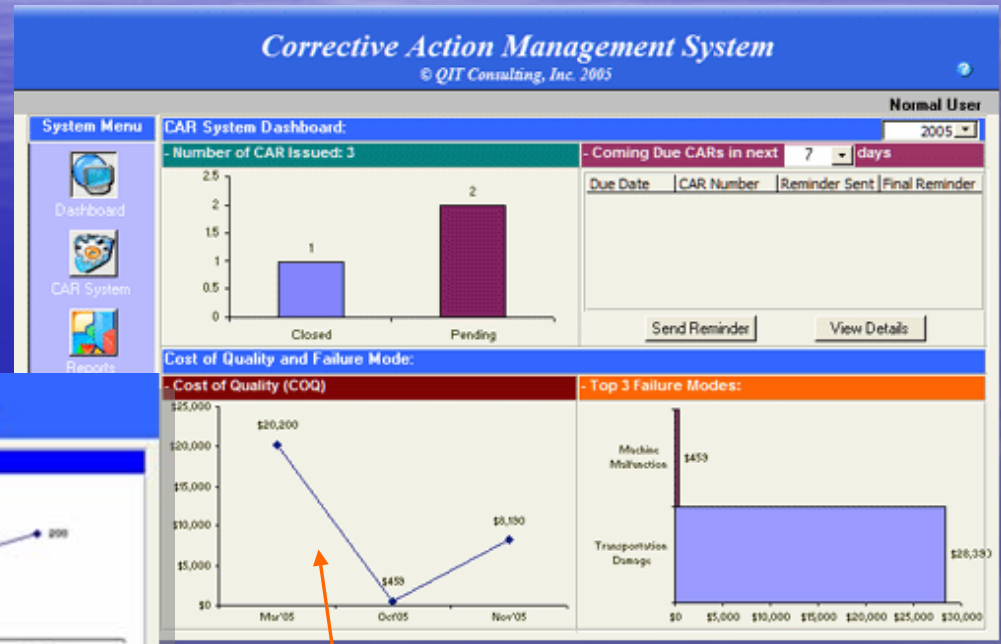 Corrective Action Management System
© QIT Consulting, Inc. 2005
Normal User
System Menu
CAR System Dashboard:
2005
- Number of CAR Issued: 3
- Coming Due CARs in next 7 days
Dashboard
CAR System
Reports
2.5
2
1.5
1
0.5
0
1
2
Closed
Pending
Due Date
CAR Number
Reminder Sent
Final Reminder
Send Reminder
View Details
Cost of Quality and Failure Mode:
- Cost of Quality (COQ)
- Top 3 Failure Modes:
$25,000
$20,000
$15,000
$10,000
$5,000
$0
$20,200
$459
$8,190
Mar'05
Oct'05
Nov'05
Machine
Malfunction
$459
Transportation
Damage
$28,390
$0
$5,000
$10,000
$15,000
$20,000
$25,000
$30,000